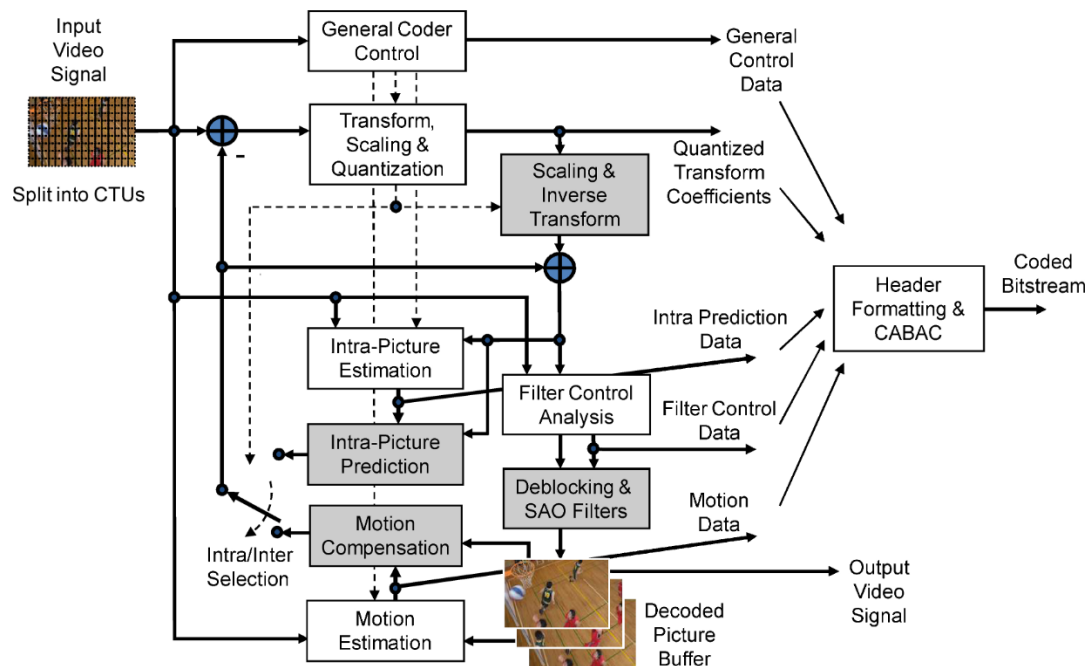 Input
Video
Signal
Split into CTUs
General Coder
Control
Transform,
Scaling &
Quantization
-
Scaling &
Inverse
Transform
General
Control
Data
Quantized
Transform
Coefficients
Header
Formatting &
CABAC
Coded
Bitstream
Intra-Picture
Estimation
Intra Prediction
Data
Filter Control
Analysis
Filter Control
Data
Intra-Picture
Prediction
Deblocking &
SAO Filters
Motion
Compensation
Motion
Data
Intra/Inter
Selection
Motion
Estimation
Decoded
Picture
Buffer
Output
Video
Signal